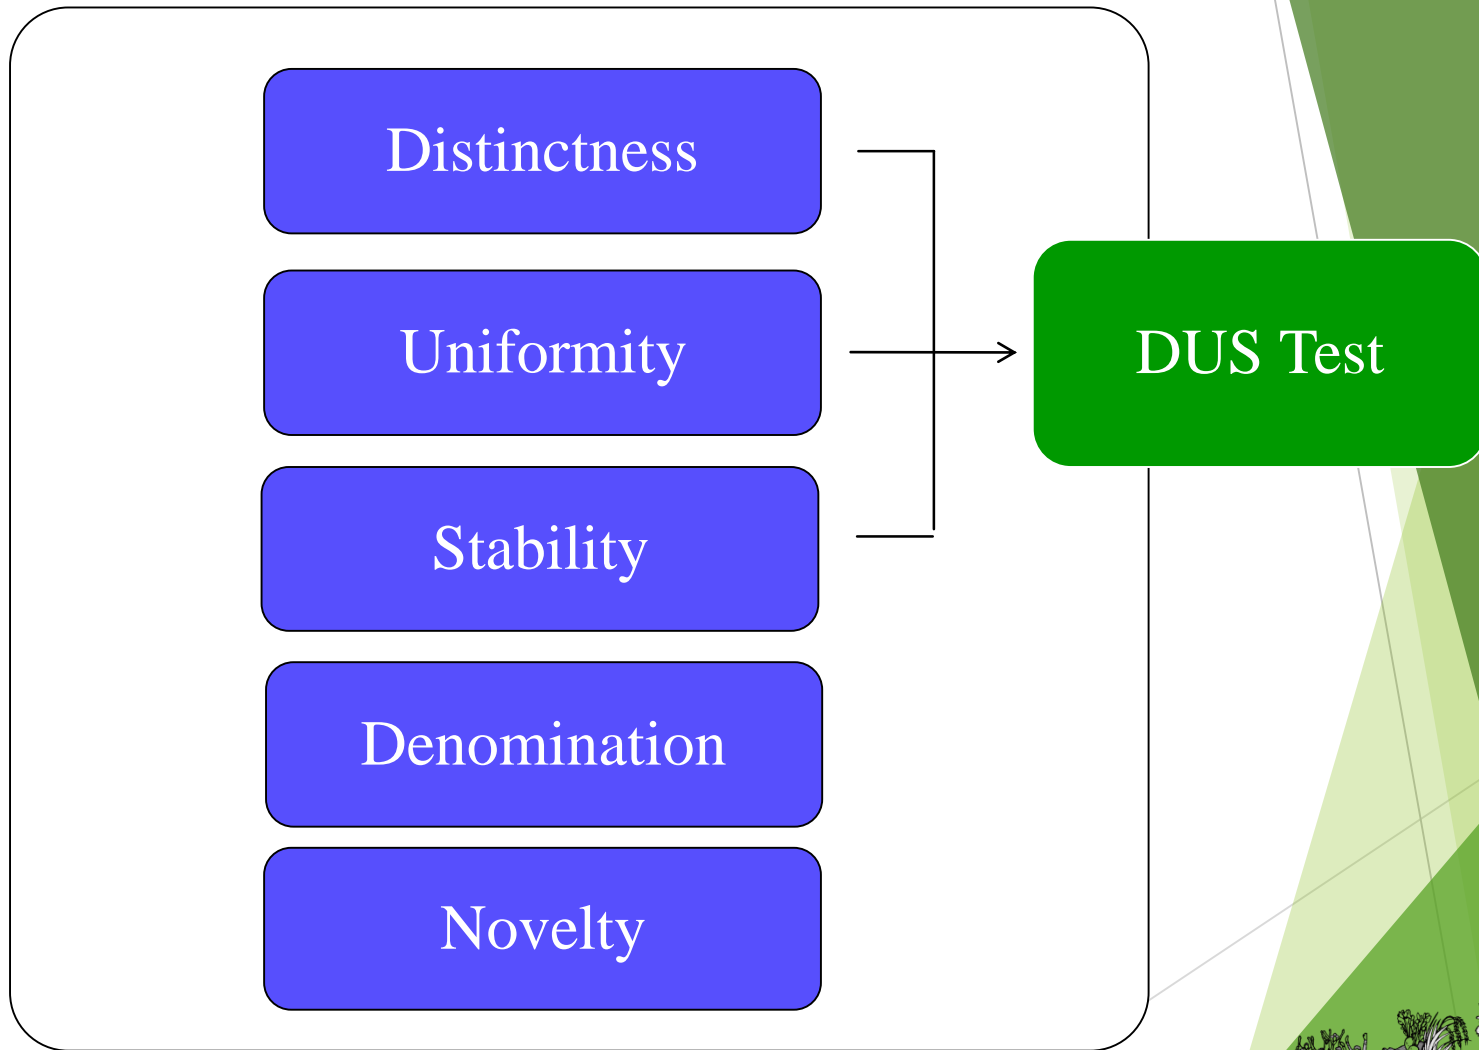 Distinctness
Uniformity
DUS Test
Stability
Denomination
Novelty